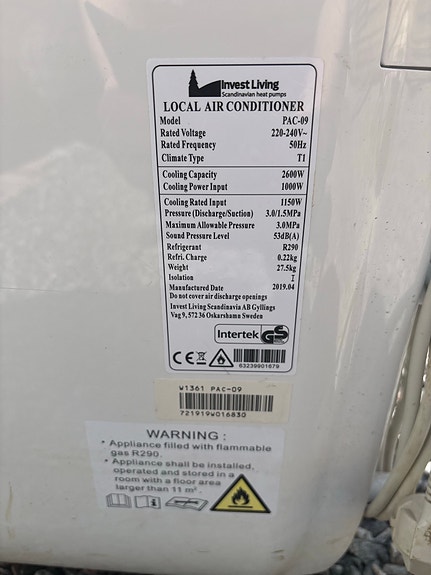 Invest Living
Scandinavian heat pumps
LOCAL AIR CONDITIONER
Model PAC-09
Rated Voltage 220-240V~
Rated Frequency 50Hz
Climate Type T1
Cooling Capacity 2600W
Cooling Power Input 1000W
Cooling Rated Input 1150W
Pressure (Discharge/Suction) 3.0/1.5MPa
Maximum Allowable Pressure 3.0MPa
Sound Pressure Level 53dB(A)
Refrigerant R290
Refri. Charge 0.22kg
Weight 27.5kg
Isolation I
Manufactured Date 2019.04
Do not cover air discharge openings
Invest Living Scandinavia AB Gyllings
Väg 9, 572 36 Oskarshamn Sweden
Intertek GS
CE
63239901679
W1361 PAC-09
721919W016830
WARNING :
• Appliance filled with flammable
gas R290.
• Appliance shall be installed,
operated and stored in a
room with a floor area
larger than 11 m².